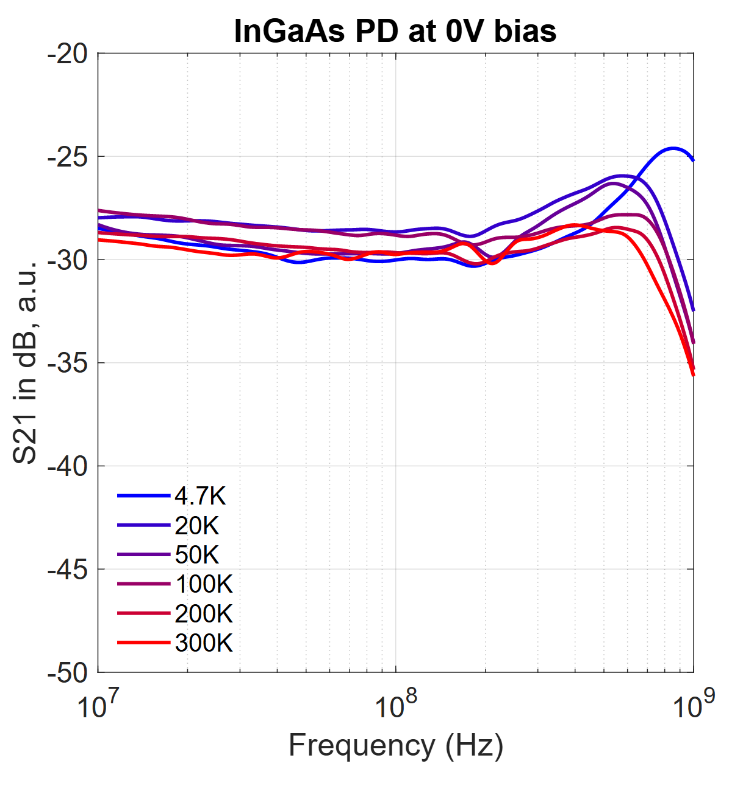 InGaAs PD at 0V bias
-20
-25
-30
-35
-40
-45
-50
S21 in dB, a.u.
4.7K
20K
50K
100K
200K
300K
10^7
10^8
10^9
Frequency (Hz)